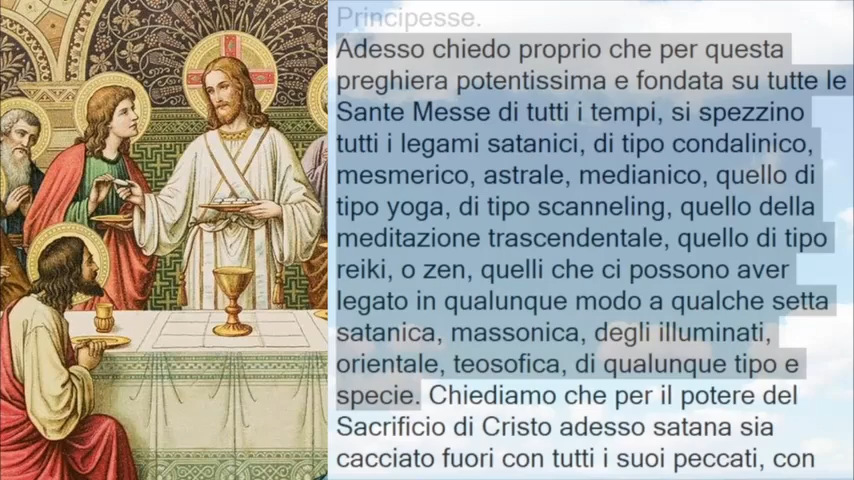 Principesse.
Adesso chiedo proprio che per questa
preghiera potentissima e fondata su tutte le
Sante Messe di tutti i tempi, si spezzino
tutti i legami satanici, di tipo condalinico,
mesmerico, astrale, medianico, quello di
tipo yoga, di tipo scanneling, quello della
meditazione trascendentale, quello di tipo
reiki, o zen, quelli che ci possono aver
legato in qualunque modo a qualche setta
satanica, massonica, degli illuminati,
orientale, teosofica, di qualunque tipo e
specie. Chiediamo che per il potere del
Sacrificio di Cristo adesso satana sia
cacciato fuori con tutti i suoi peccati, con